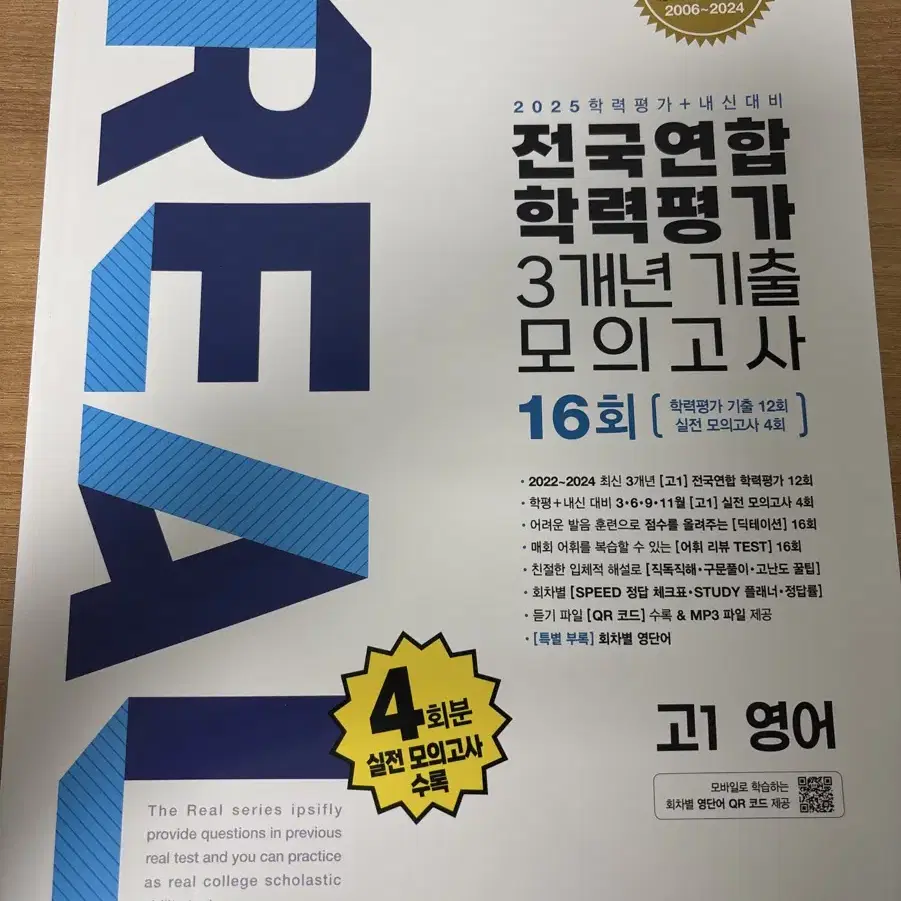 REAL
2006~2024
2025 학력평가+내신대비
전국연합
학력평가
3개년 기출
모의고사
16회 [학력평가 기출 12회
실전 모의고사 4회]
· 2022~2024 최신 3개년 [고1] 전국연합 학력평가 12회
· 학평+내신 대비 3·6·9·11월 [고1] 실전 모의고사 4회
· 어려운 발음 훈련으로 점수를 올려주는 [딕테이션] 16회
· 매회 어휘를 복습할 수 있는 [어휘 리뷰 TEST] 16회
· 친절한 입체적 해설로 [직독직해·구문풀이·고난도 꿀팁]
· 회차별 [SPEED 정답 체크표·STUDY 플래너·정답률]
· 듣기 파일 [QR 코드] 수록 & MP3 파일 제공
· [특별 부록] 회차별 영단어
4회분
실전 모의고사
수록
고1 영어
모바일로 학습하는
회차별 영단어 QR 코드 제공
The Real series ipsifly
provide questions in previous
real test and you can practice
as real college scholastic